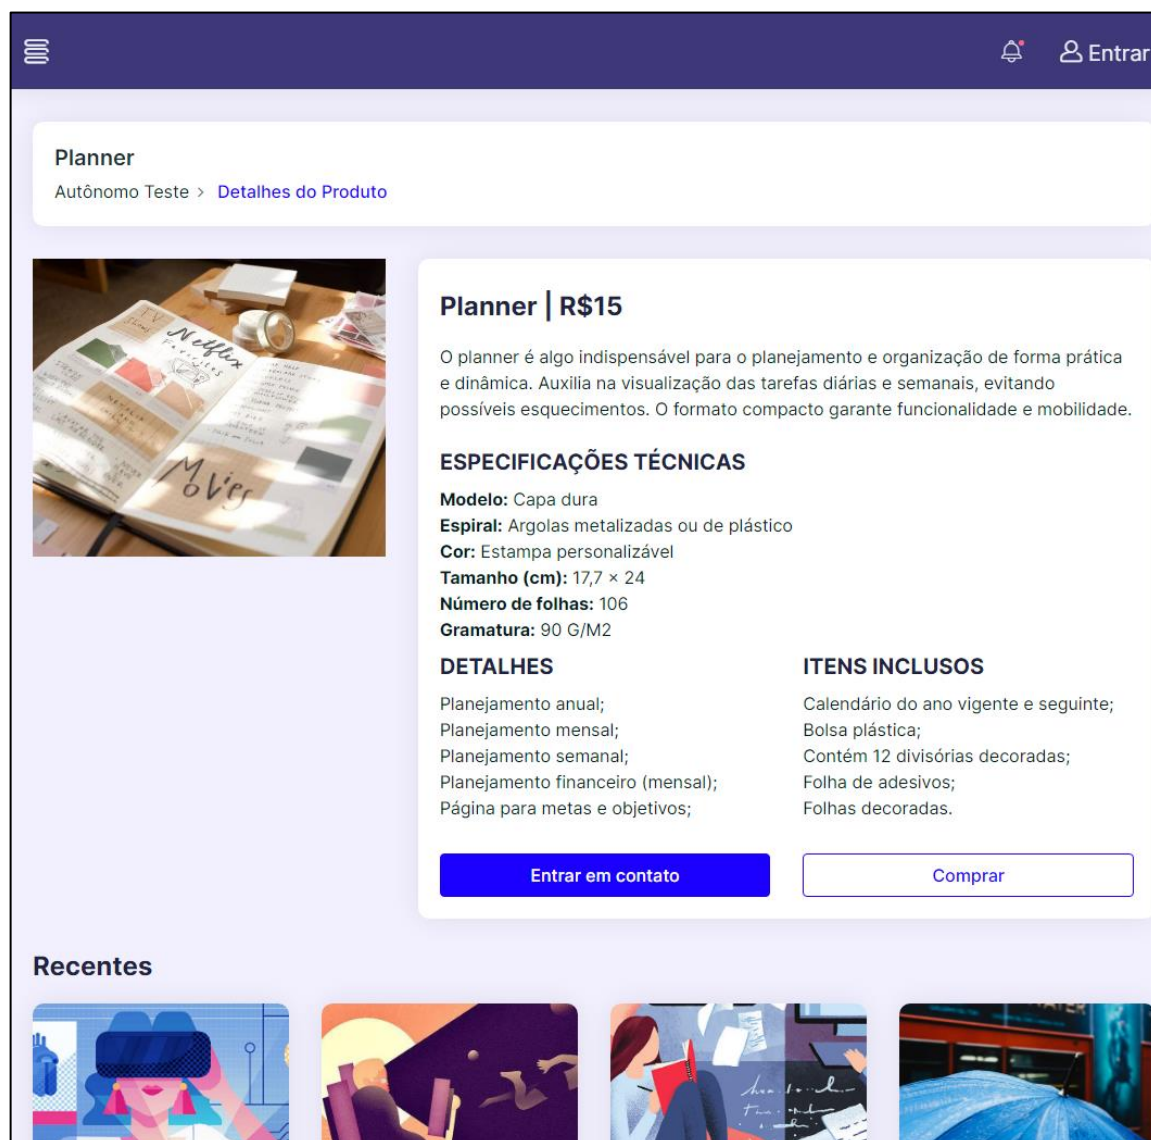 Entrar
Planner
Autônomo Teste > Detalhes do Produto
Netflix
Movies
Planner | R$15
O planner é algo indispensável para o planejamento e organização de forma prática
e dinâmica. Auxilia na visualização das tarefas diárias e semanais, evitando
possíveis esquecimentos. O formato compacto garante funcionalidade e mobilidade.
ESPECIFICAÇÕES TÉCNICAS
Modelo: Capa dura
Espiral: Argolas metalizadas ou de plástico
Cor: Estampa personalizável
Tamanho (cm): 17,7 × 24
Número de folhas: 106
Gramatura: 90 G/M2
DETALHES
Planejamento anual;
Planejamento mensal;
Planejamento semanal;
Planejamento financeiro (mensal);
Página para metas e objetivos;
ITENS INCLUSOS
Calendário do ano vigente e seguinte;
Bolsa plástica;
Contém 12 divisórias decoradas;
Folha de adesivos;
Folhas decoradas.
Entrar em contato
Comprar
Recentes